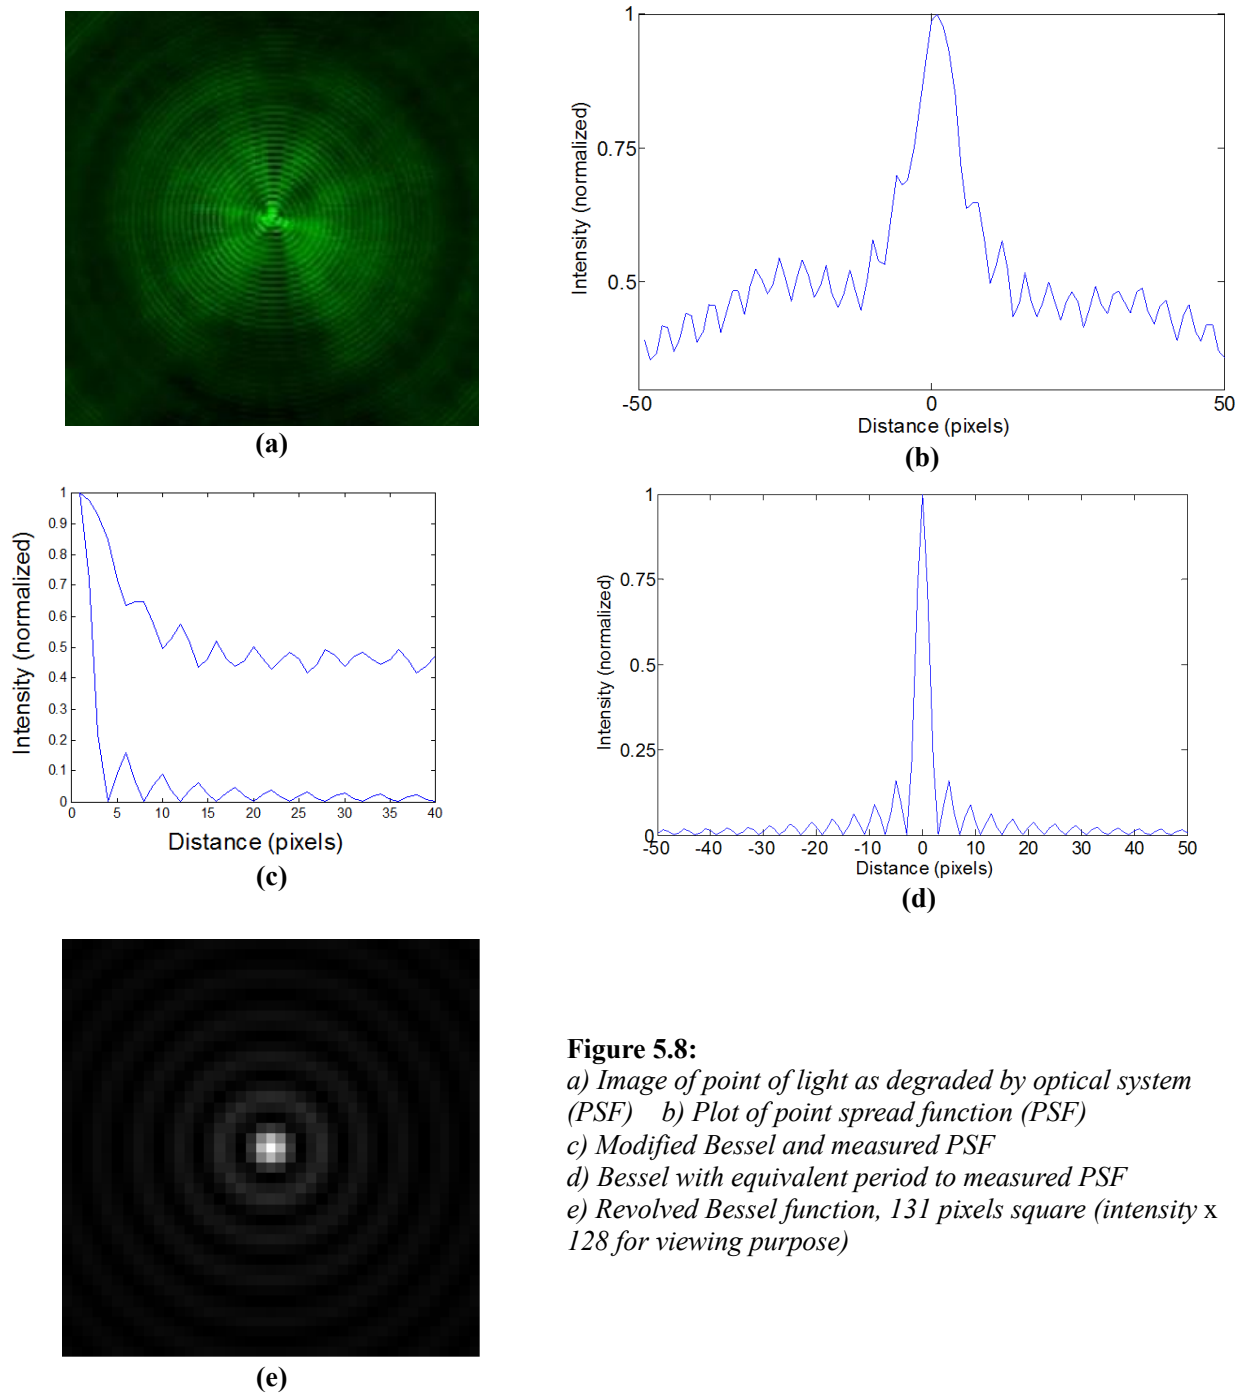 1
0.75
0.5
-50
0
50
Intensity (normalized)
Distance (pixels)
(a)
(b)
1
0.9
0.8
0.7
0.6
0.5
0.4
0.3
0.2
0.1
0
0 5 10 15 20 25 30 35 40
Intensity (normalized)
Distance (pixels)
(c)
1
0.75
0.5
0.25
0
-50 -40 -30 -20 -10 0 10 20 30 40 50
Intensity (normalized)
Distance (pixels)
(d)
(e)
Figure 5.8:
a) Image of point of light as degraded by optical system
(PSF) b) Plot of point spread function (PSF)
c) Modified Bessel and measured PSF
d) Bessel with equivalent period to measured PSF
e) Revolved Bessel function, 131 pixels square (intensity x
128 for viewing purpose)